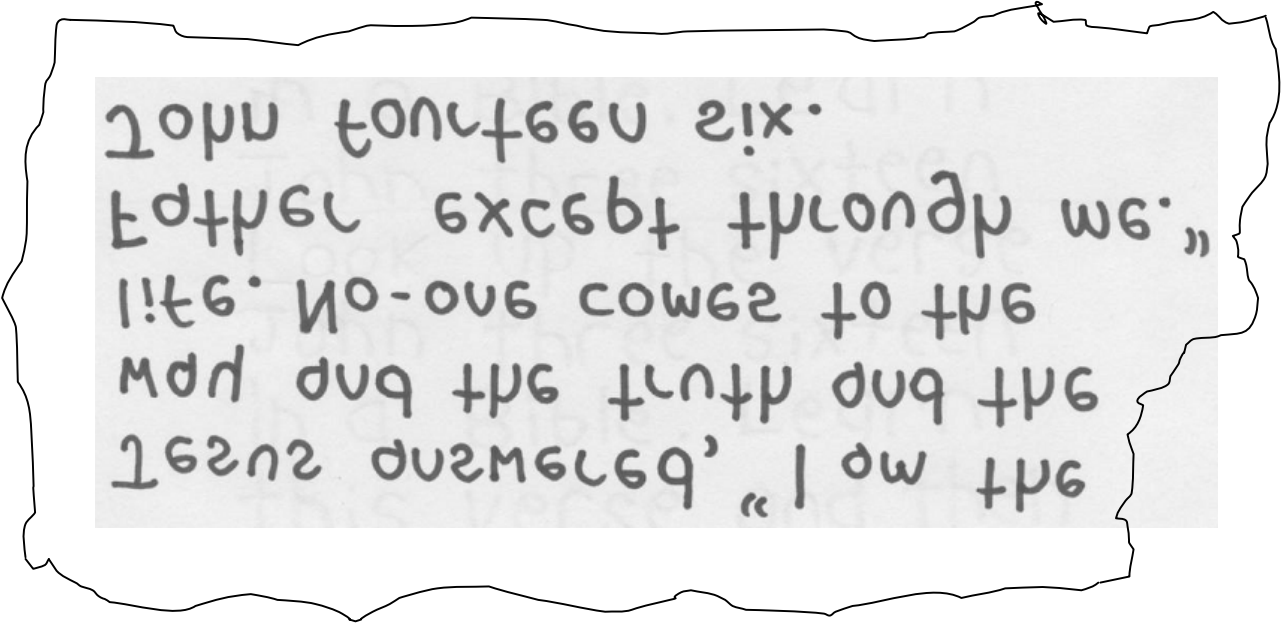 Jesus answered, "I am the
way and the truth and the
life. No-one comes to the
Father except through me."
John fourteen six.